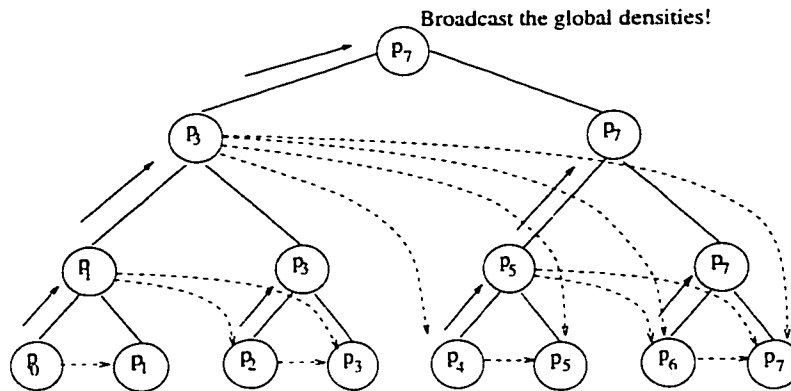 Broadcast the global densities!
p7
p3 p7
p1 p3 p5 p7
p0 p1 p2 p3 p4 p5 p6 p7